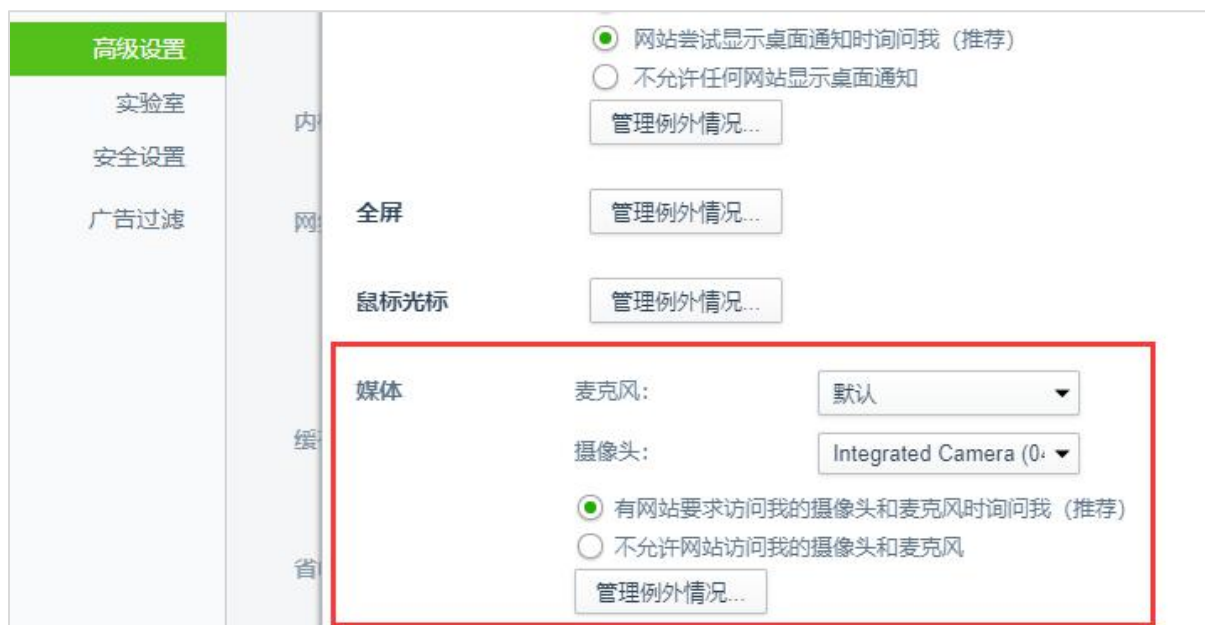 高级设置
实验室
安全设置
广告过滤
内
网
缓
省
网站尝试显示桌面通知时询问我（推荐）
不允许任何网站显示桌面通知
管理例外情况...
全屏
管理例外情况...
鼠标光标
管理例外情况...
媒体
麦克风：
默认
摄像头：
Integrated Camera (04
有网站要求访问我的摄像头和麦克风时询问我（推荐）
不允许网站访问我的摄像头和麦克风
管理例外情况...